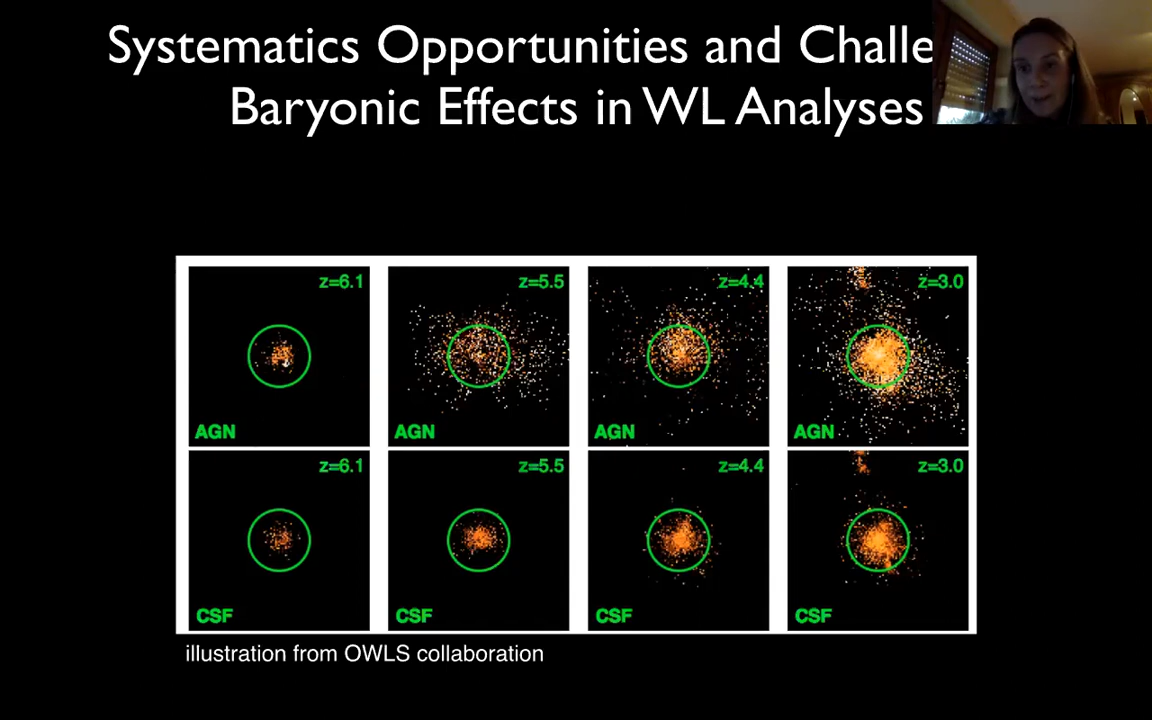 Systematics Opportunities and Challe
Baryonic Effects in WL Analyses
z=6.1
z=5.5
z=4.4
z=3.0
AGN
AGN
AGN
AGN
z=6.1
z=5.5
z=4.4
z=3.0
CSF
CSF
CSF
CSF
illustration from OWLS collaboration